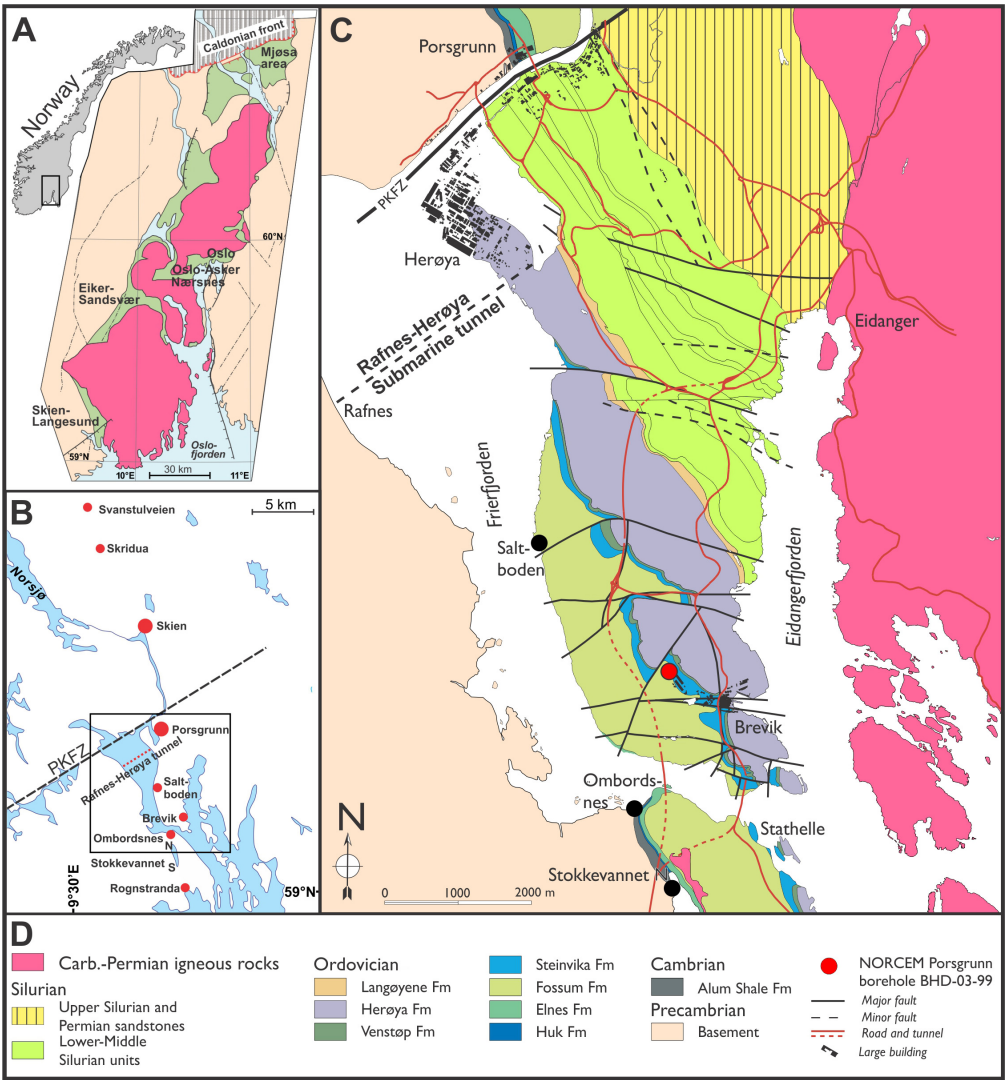 A
Norway
Caldonian front
Mjøsa
area
60°N
Oslo
Oslo-Asker
Nærsnes
Eiker-
Sandsvær
Skien-
Langesund
Oslo-
fjorden
59°N
10°E
30 km
11°E
B
5 km
Svanstulveien
Skridua
Norsjø
Skien
PKFZ
Porsgrunn
Rafnes-Herøya tunnel
Salt-
boden
Brevik
Ombordsnes
N
Stokkevannet
S
Rognstranda
9°30'E
59°N
C
Porsgrunn
PKFZ
Herøya
Rafnes-Herøya
Submarine tunnel
Rafnes
Eidanger
Frierfjorden
Salt-
boden
Eidangerfjorden
Brevik
Ombords-
nes
Stathelle
Stokkevannet
N
0 1000 2000 m
D
Carb.-Permian igneous rocks
Silurian
Upper Silurian and
Permian sandstones
Lower-Middle
Silurian units
Ordovician
Langøyene Fm
Herøya Fm
Venstøp Fm
Steinvika Fm
Fossum Fm
Elnes Fm
Huk Fm
Cambrian
Alum Shale Fm
Precambrian
Basement
NORCEM Porsgrunn
borehole BHD-03-99
Major fault
Minor fault
Road and tunnel
Large building